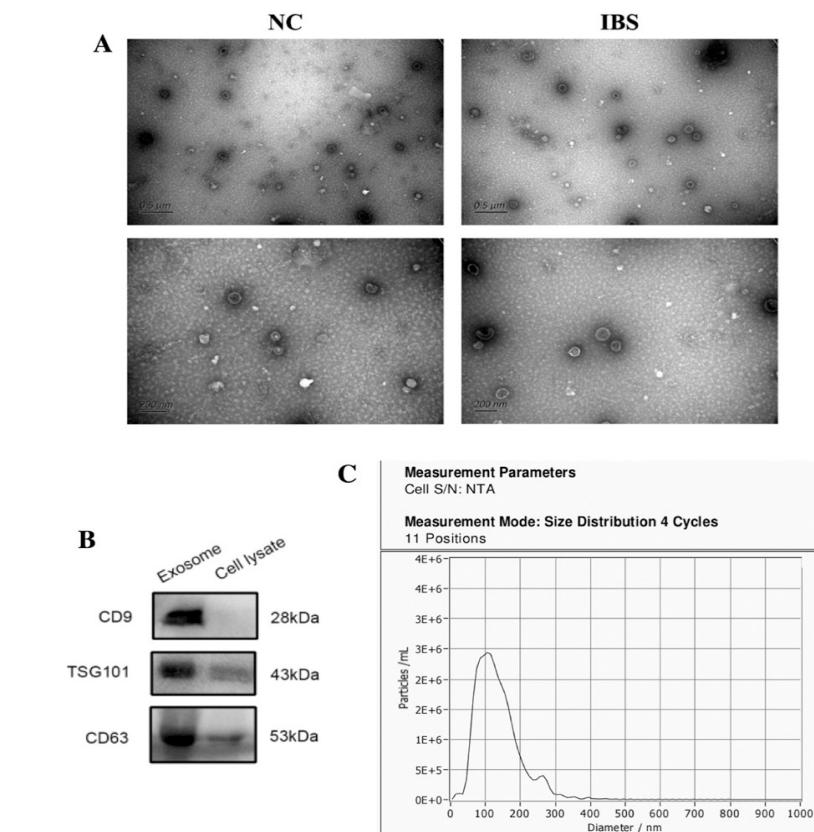 NC IBS
A
0.5 μm 0.5 μm
200 nm 200 nm
B
Exosome Cell lysate
CD9 28kDa
TSG101 43kDa
CD63 53kDa
C
Measurement Parameters
Cell S/N: NTA
Measurement Mode: Size Distribution 4 Cycles
11 Positions
Particles /mL
4E+6
4E+6
3E+6
3E+6
2E+6
2E+6
1E+6
5E+5
0E+0
0 100 200 300 400 500 600 700 800 900 1000
Diameter / nm